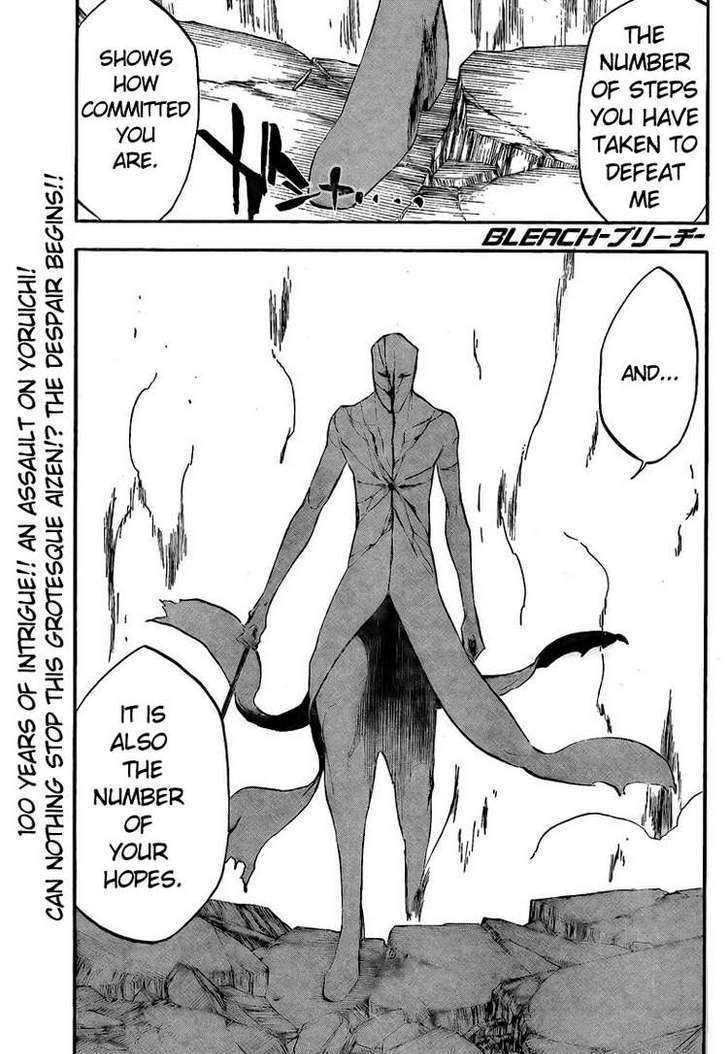 THE
NUMBER
OF STEPS
YOU HAVE
TAKEN TO
DEFEAT
ME
SHOWS
HOW
COMMITTED
YOU
ARE.
BLEACH-ブリーチ-
AND...
IT IS
ALSO
THE
NUMBER
OF
YOUR
HOPES.
100 YEARS OF INTRIGUE!! AN ASSAULT ON YORUICHI!
CAN NOTHING STOP THIS GROTESQUE AIZEN!? THE DESPAIR BEGINS!!